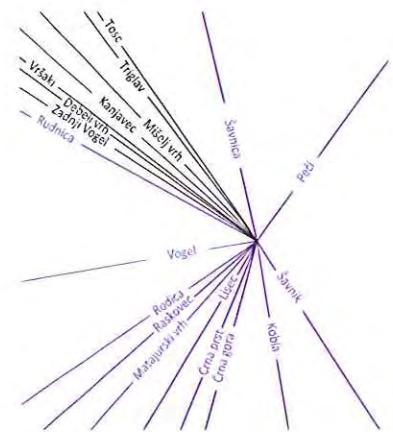 Tosc
Triglav
Mišelj vrh
Kanjavec
Vršaki
Debeli vrh
Zadnji Vogel
Rudnica
Šavnica
Peči
Vogel
Rodica
Raskovec
Matajurski vrh
Lisec
Črna prst
Črna gora
Kobla
Šavnik